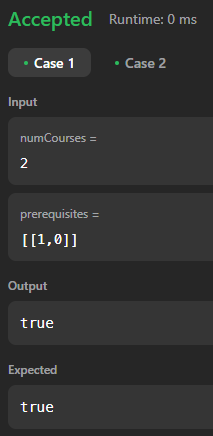 Accepted Runtime: 0 ms
• Case 1 • Case 2
Input
numCourses =
2
prerequisites =
[[1,0]]
Output
true
Expected
true